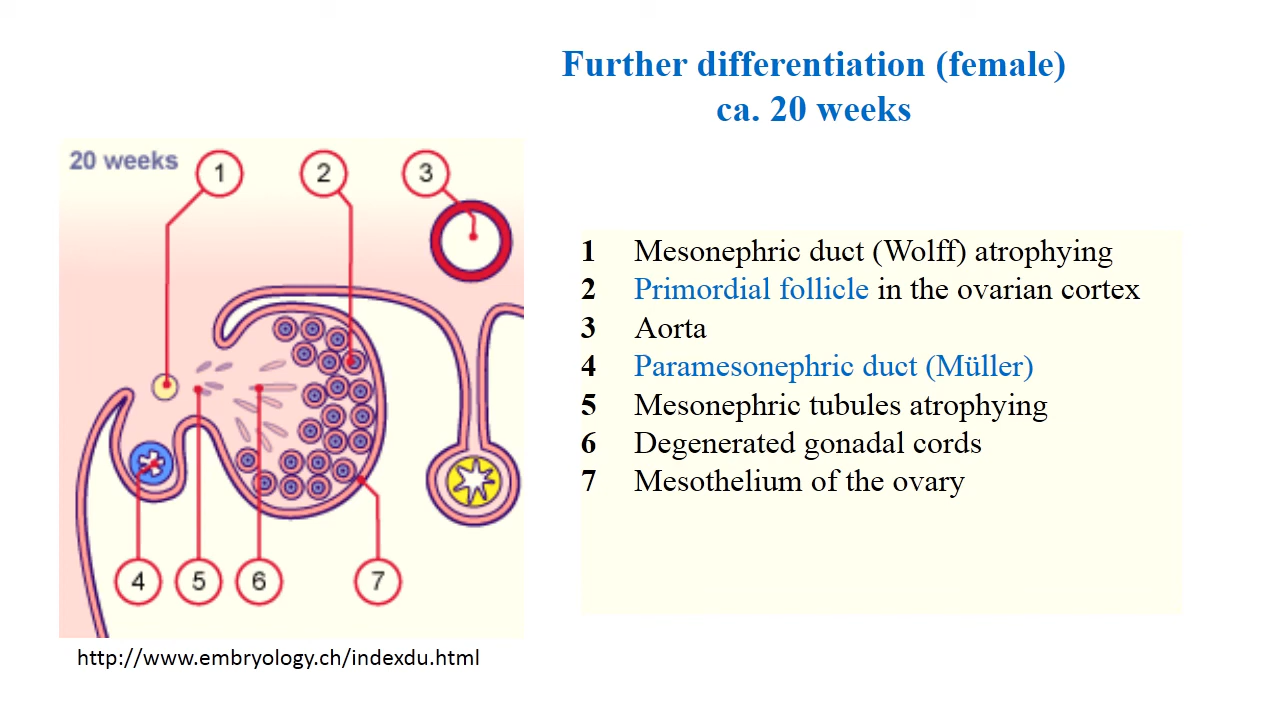 Further differentiation (female)
ca. 20 weeks
20 weeks
1
2
3
4
5
6
7
1 Mesonephric duct (Wolff) atrophying
2 Primordial follicle in the ovarian cortex
3 Aorta
4 Paramesonephric duct (Müller)
5 Mesonephric tubules atrophying
6 Degenerated gonadal cords
7 Mesothelium of the ovary
http://www.embryology.ch/indexdu.html